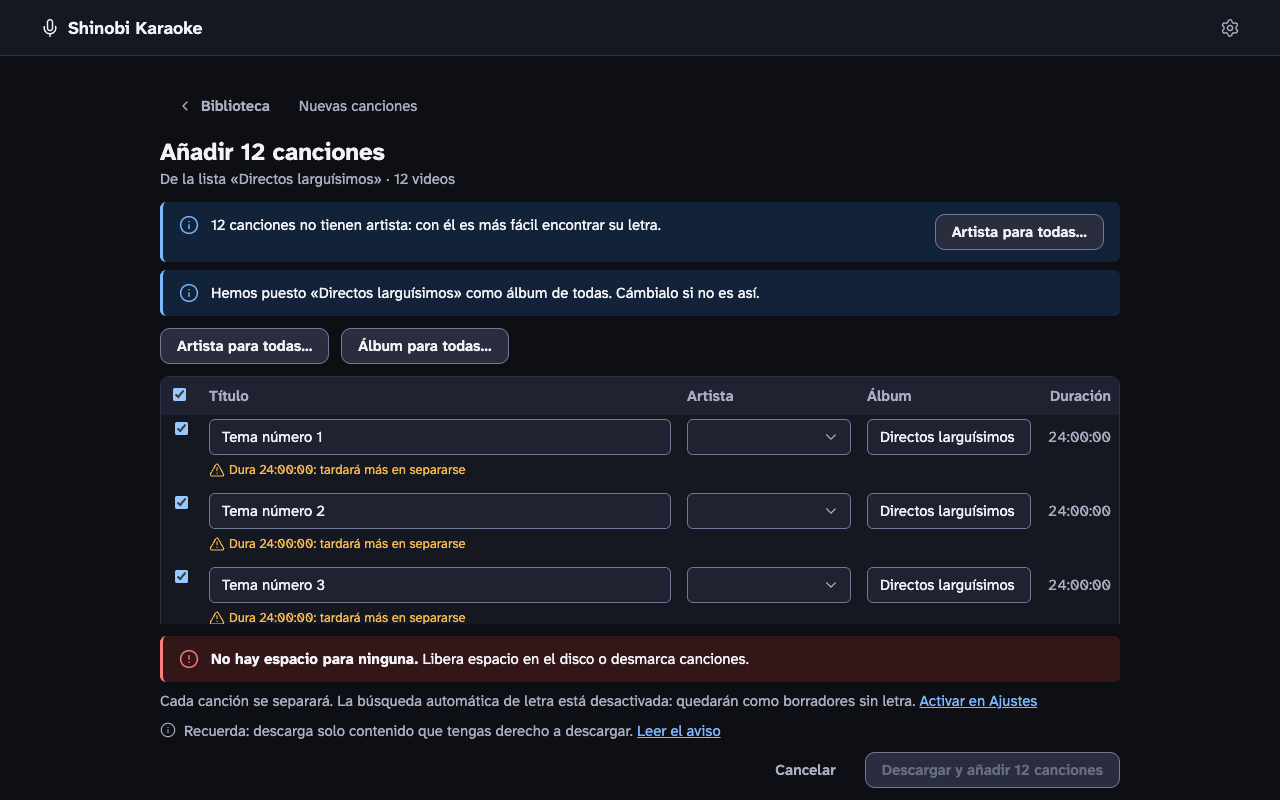 Shinobi Karaoke
Biblioteca
Nuevas canciones
Añadir 12 canciones
De la lista «Directos larguísimos» · 12 videos
12 canciones no tienen artista: con él es más fácil encontrar su letra.
Artista para todas...
Hemos puesto «Directos larguísimos» como álbum de todas. Cámbialo si no es así.
Artista para todas...
Álbum para todas...
Título Artista Álbum Duración
Tema número 1 Directos larguísimos 24:00:00
Dura 24:00:00: tardará más en separarse
Tema número 2 Directos larguísimos 24:00:00
Dura 24:00:00: tardará más en separarse
Tema número 3 Directos larguísimos 24:00:00
Dura 24:00:00: tardará más en separarse
No hay espacio para ninguna. Libera espacio en el disco o desmarca canciones.
Cada canción se separará. La búsqueda automática de letra está desactivada: quedarán como borradores sin letra. Activar en Ajustes
Recuerda: descarga solo contenido que tengas derecho a descargar. Leer el aviso
Cancelar
Descargar y añadir 12 canciones